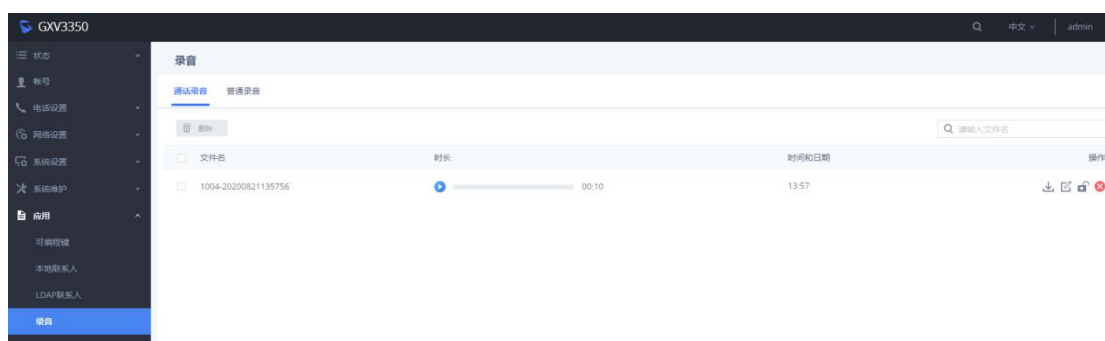 GXV3350
中文
admin
状态
帐号
电话设置
网络设置
系统设置
系统维护
应用
可编程键
本地联系人
LDAP联系人
录音
录音
通话录音 普通录音
删除
请输入文件名
文件名 时长 时间和日期 操作
1004-20200821135756 00:10 13:57